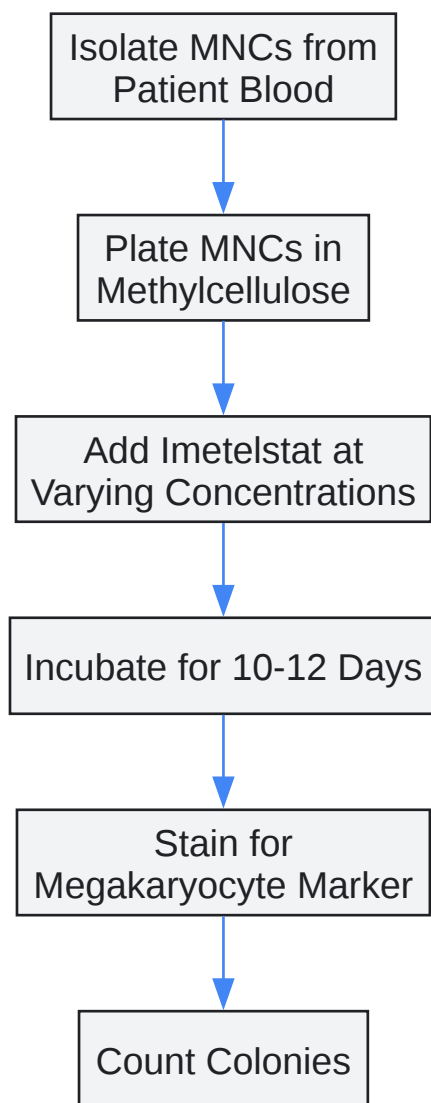 Isolate MNCs from
Patient Blood
Plate MNCs in
Methylcellulose
Add Imetelstat at
Varying Concentrations
Incubate for 10-12 Days
Stain for
Megakaryocyte Marker
Count Colonies